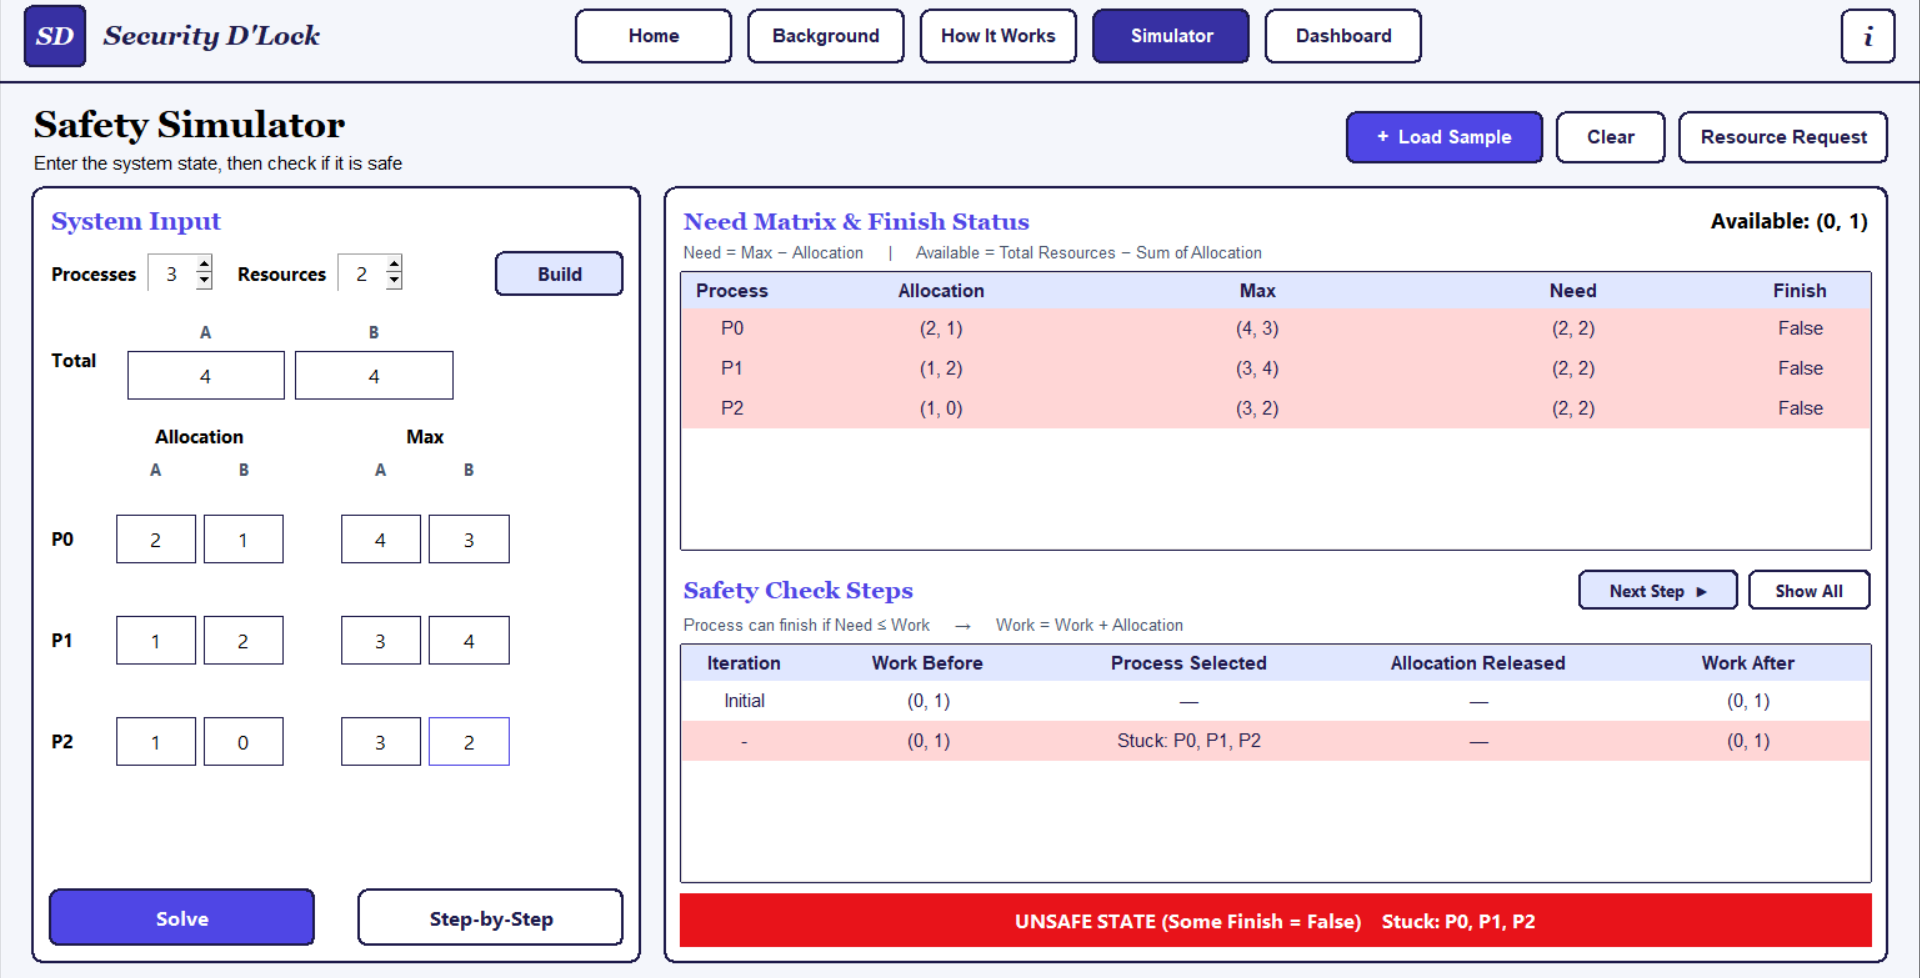 SD Security D'Lock Home Background How It Works Simulator Dashboard i
Safety Simulator
Enter the system state, then check if it is safe
+ Load Sample Clear Resource Request
System Input
Processes 3 Resources 2 Build
A B
Total 4 4
Allocation Max
A B A B
P0 2 1 4 3
P1 1 2 3 4
P2 1 0 3 2
Solve Step-by-Step
Need Matrix & Finish Status Available: (0, 1)
Need = Max − Allocation | Available = Total Resources − Sum of Allocation
Process Allocation Max Need Finish
P0 (2, 1) (4, 3) (2, 2) False
P1 (1, 2) (3, 4) (2, 2) False
P2 (1, 0) (3, 2) (2, 2) False
Safety Check Steps Next Step ► Show All
Process can finish if Need ≤ Work → Work = Work + Allocation
Iteration Work Before Process Selected Allocation Released Work After
Initial (0, 1) — — (0, 1)
- (0, 1) Stuck: P0, P1, P2 — (0, 1)
UNSAFE STATE (Some Finish = False) Stuck: P0, P1, P2